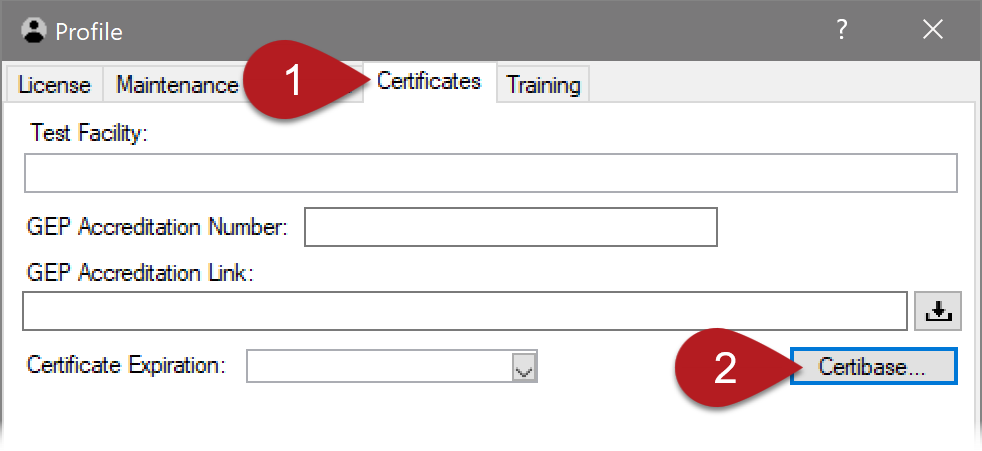 Profile ?
License Maintenance 1 Certificates Training
Test Facility:
GEP Accreditation Number:
GEP Accreditation Link:
Certificate Expiration: 2 Certibase...